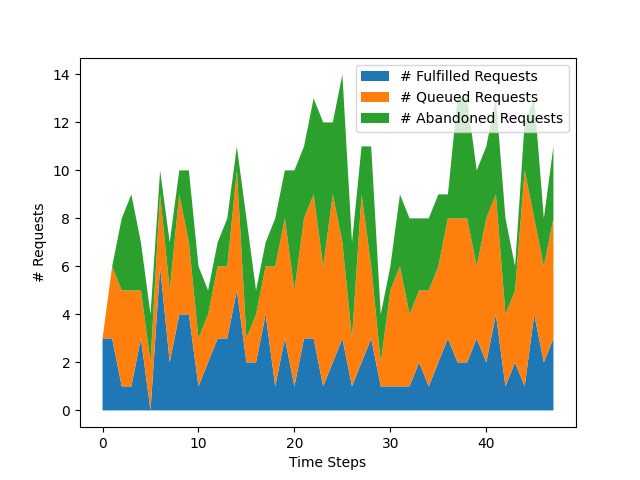 # Fulfilled Requests
# Queued Requests
# Abandoned Requests
14
12
10
8
6
4
2
0
# Requests
0
10
20
30
40
Time Steps